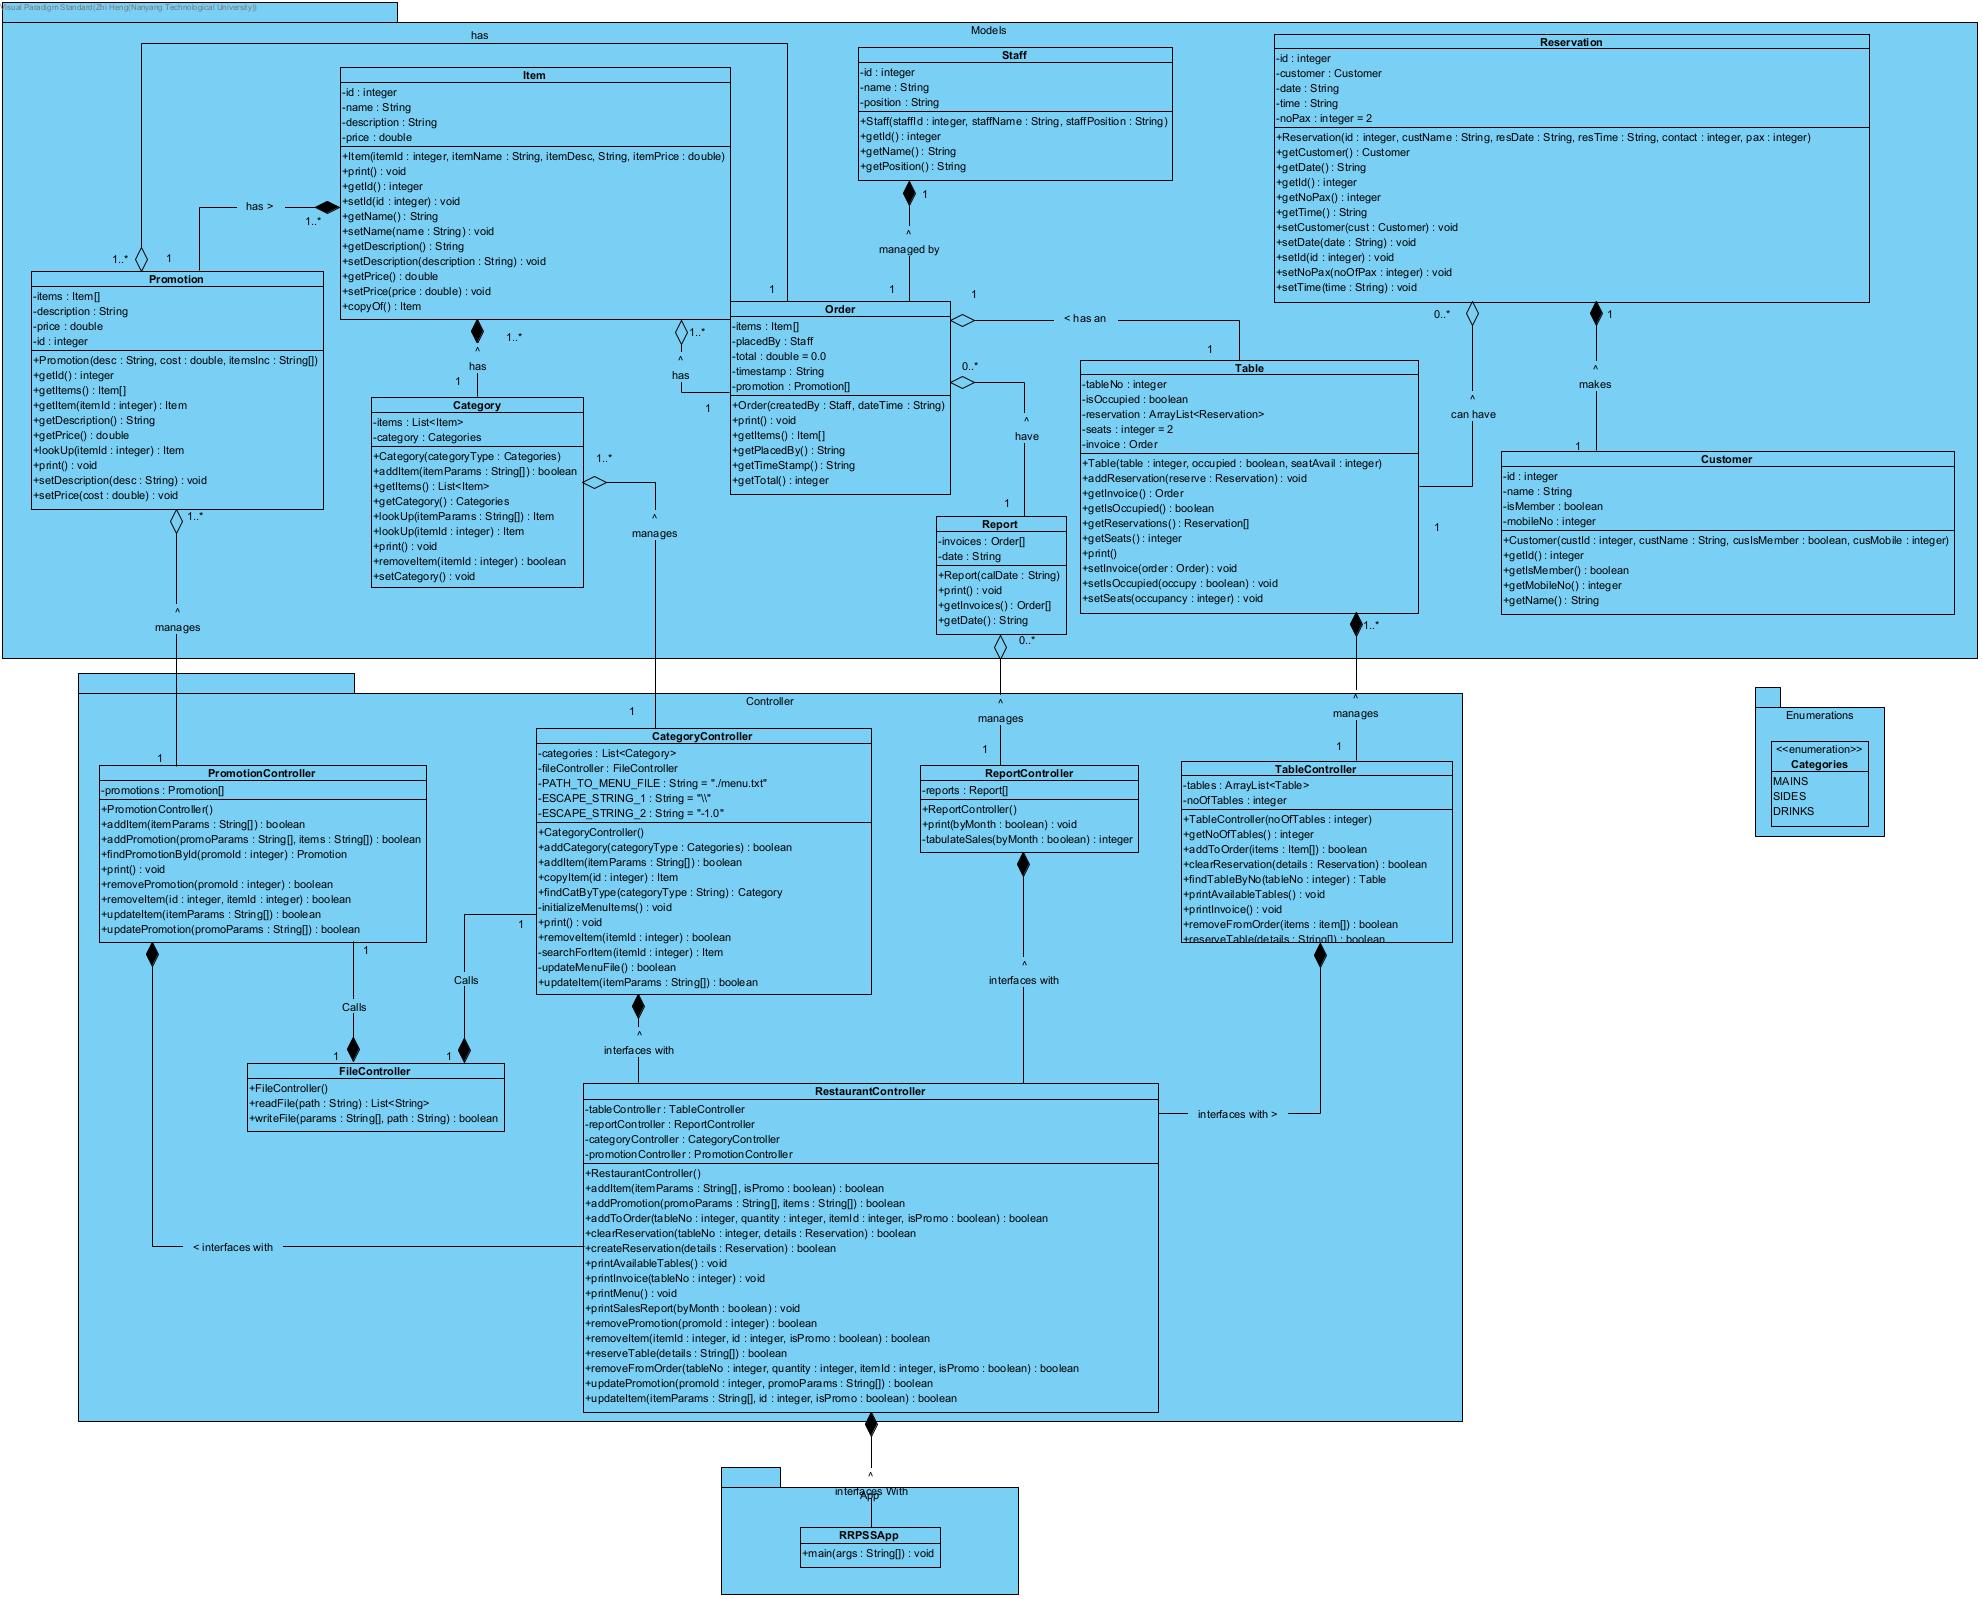 Visual Paradigm Standard(Zhi Heng(Nanyang Technological University))
Models
has
Item
-id : integer
-name : String
-description : String
-price : double
+Item(itemId : integer, itemName : String, itemDesc, String, itemPrice : double)
+print() : void
+getId() : integer
+setId(id : integer) : void
+getName() : String
+setName(name : String) : void
+getDescription() : String
+setDescription(description : String) : void
+getPrice() : double
+setPrice(price : double) : void
+copyOf() : Item
Staff
-id : integer
-name : String
-position : String
+Staff(staffId : integer, staffName : String, staffPosition : String)
+getId() : integer
+getName() : String
+getPosition() : String
Reservation
-id : integer
-customer : Customer
-date : String
-time : String
-noPax : integer = 2
+Reservation(id : integer, custName : String, resDate : String, resTime : String, contact : integer, pax : integer)
+getCustomer() : Customer
+getDate() : String
+getId() : integer
+getNoPax() : integer
+getTime() : String
+setCustomer(cust : Customer) : void
+setDate(date : String) : void
+setId(id : integer) : void
+setNoPax(noOfPax : integer) : void
+setTime(time : String) : void
has >
1..*
1..*
1
1
^
managed by
1
1
1
Promotion
-items : Item[]
-description : String
-price : double
-id : integer
+Promotion(desc : String, cost : double, itemsInc : String[])
+getId() : integer
+getItems() : Item[]
+getItem(itemId : integer) : Item
+getDescription() : String
+getPrice() : double
+lookUp(itemId : integer) : Item
+print() : void
+setDescription(desc : String) : void
+setPrice(cost : double) : void
1..*
^
has
1
1..*
^
has
1
Order
-items : Item[]
-placedBy : Staff
-total : double = 0.0
-timestamp : String
-promotion : Promotion[]
+Order(createdBy : Staff, dateTime : String)
+print() : void
+getItems() : Item[]
+getPlacedBy() : String
+getTimeStamp() : String
+getTotal() : integer
< has an
1
0..*
^
have
1
0..*
^
can have
1
1
^
makes
1
Category
-items : List<Item>
-category : Categories
+Category(categoryType : Categories)
+addItem(itemParams : String[]) : boolean
+getItems() : List<Item>
+getCategory() : Categories
+lookUp(itemParams : String[]) : Item
+lookUp(itemId : integer) : Item
+print() : void
+removeItem(itemId : integer) : boolean
+setCategory() : void
Table
-tableNo : integer
-isOccupied : boolean
-reservation : ArrayList<Reservation>
-seats : integer = 2
-invoice : Order
+Table(table : integer, occupied : boolean, seatAvail : integer)
+addReservation(reserve : Reservation) : void
+getInvoice() : Order
+getIsOccupied() : boolean
+getReservations() : Reservation[]
+getSeats() : integer
+print()
+setInvoice(order : Order) : void
+setIsOccupied(occupy : boolean) : void
+setSeats(occupancy : integer) : void
Customer
-id : integer
-name : String
-isMember : boolean
-mobileNo : integer
+Customer(custId : integer, custName : String, cusIsMember : boolean, cusMobile : integer)
+getId() : integer
+getIsMember() : boolean
+getMobileNo() : integer
+getName() : String
Report
-invoices : Order[]
-date : String
+Report(calDate : String)
+print() : void
+getInvoices() : Order[]
+getDate() : String
1..*
^
manages
1
1..*
^
manages
1
0..*
^
manages
1
1..*
^
manages
1
Controller
PromotionController
-promotions : Promotion[]
+PromotionController()
+addItem(itemParams : String[]) : boolean
+addPromotion(promoParams : String[], items : String[]) : boolean
+findPromotionById(promoId : integer) : Promotion
+print() : void
+removePromotion(promoId : integer) : boolean
+removeItem(id : integer, itemId : integer) : boolean
+updateItem(itemParams : String[]) : boolean
+updatePromotion(promoParams : String[]) : boolean
CategoryController
-categories : List<Category>
-fileController : FileController
-PATH_TO_MENU_FILE : String = "./menu.txt"
-ESCAPE_STRING_1 : String = "\\"
-ESCAPE_STRING_2 : String = "-1.0"
+CategoryController()
+addCategory(categoryType : Categories) : boolean
+addItem(itemParams : String[]) : boolean
+copyItem(id : integer) : Item
+findCatByType(categoryType : String) : Category
-initializeMenuItems() : void
+print() : void
+removeItem(itemId : integer) : boolean
-searchForItem(itemId : integer) : Item
-updateMenuFile() : boolean
+updateItem(itemParams : String[]) : boolean
ReportController
-reports : Report[]
+ReportController()
+print(byMonth : boolean) : void
-tabulateSales(byMonth : boolean) : integer
TableController
-tables : ArrayList<Table>
-noOfTables : integer
+TableController(noOfTables : integer)
+getNoOfTables() : integer
+addToOrder(items : Item[]) : boolean
+clearReservation(details : Reservation) : boolean
+findTableByNo(tableNo : integer) : Table
+printAvailableTables() : void
+printInvoice() : void
+removeFromOrder(items : item[]) : boolean
+reserveTable(details : String[]) : boolean
Enumerations
<<enumeration>>
Categories
MAINS
SIDES
DRINKS
1
Calls
1
1
Calls
1
^
interfaces with
^
interfaces with
interfaces with >
< interfaces with
FileController
+FileController()
+readFile(path : String) : List<String>
+writeFile(params : String[], path : String) : boolean
RestaurantController
-tableController : TableController
-reportController : ReportController
-categoryController : CategoryController
-promotionController : PromotionController
+RestaurantController()
+addItem(itemParams : String[], isPromo : boolean) : boolean
+addPromotion(promoParams : String[], items : String[]) : boolean
+addToOrder(tableNo : integer, quantity : integer, itemId : integer, isPromo : boolean) : boolean
+clearReservation(tableNo : integer, details : Reservation) : boolean
+createReservation(details : Reservation) : boolean
+printAvailableTables() : void
+printInvoice(tableNo : integer) : void
+printMenu() : void
+printSalesReport(byMonth : boolean) : void
+removePromotion(promoId : integer) : boolean
+removeItem(itemId : integer, id : integer, isPromo : boolean) : boolean
+reserveTable(details : String[]) : boolean
+removeFromOrder(tableNo : integer, quantity : integer, itemId : integer, isPromo : boolean) : boolean
+updatePromotion(promoId : integer, promoParams : String[]) : boolean
+updateItem(itemParams : String[], id : integer, isPromo : boolean) : boolean
^
interfaces With
App
RRPSSApp
+main(args : String[]) : void